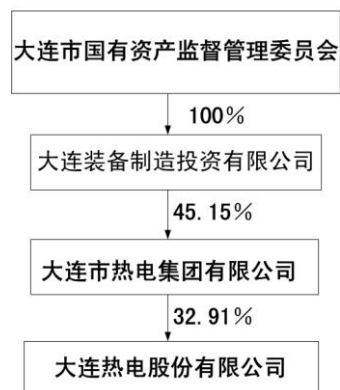 大连市国有资产监督管理委员会
100%
大连装备制造投资有限公司
45.15%
大连市热电集团有限公司
32.91%
大连热电股份有限公司